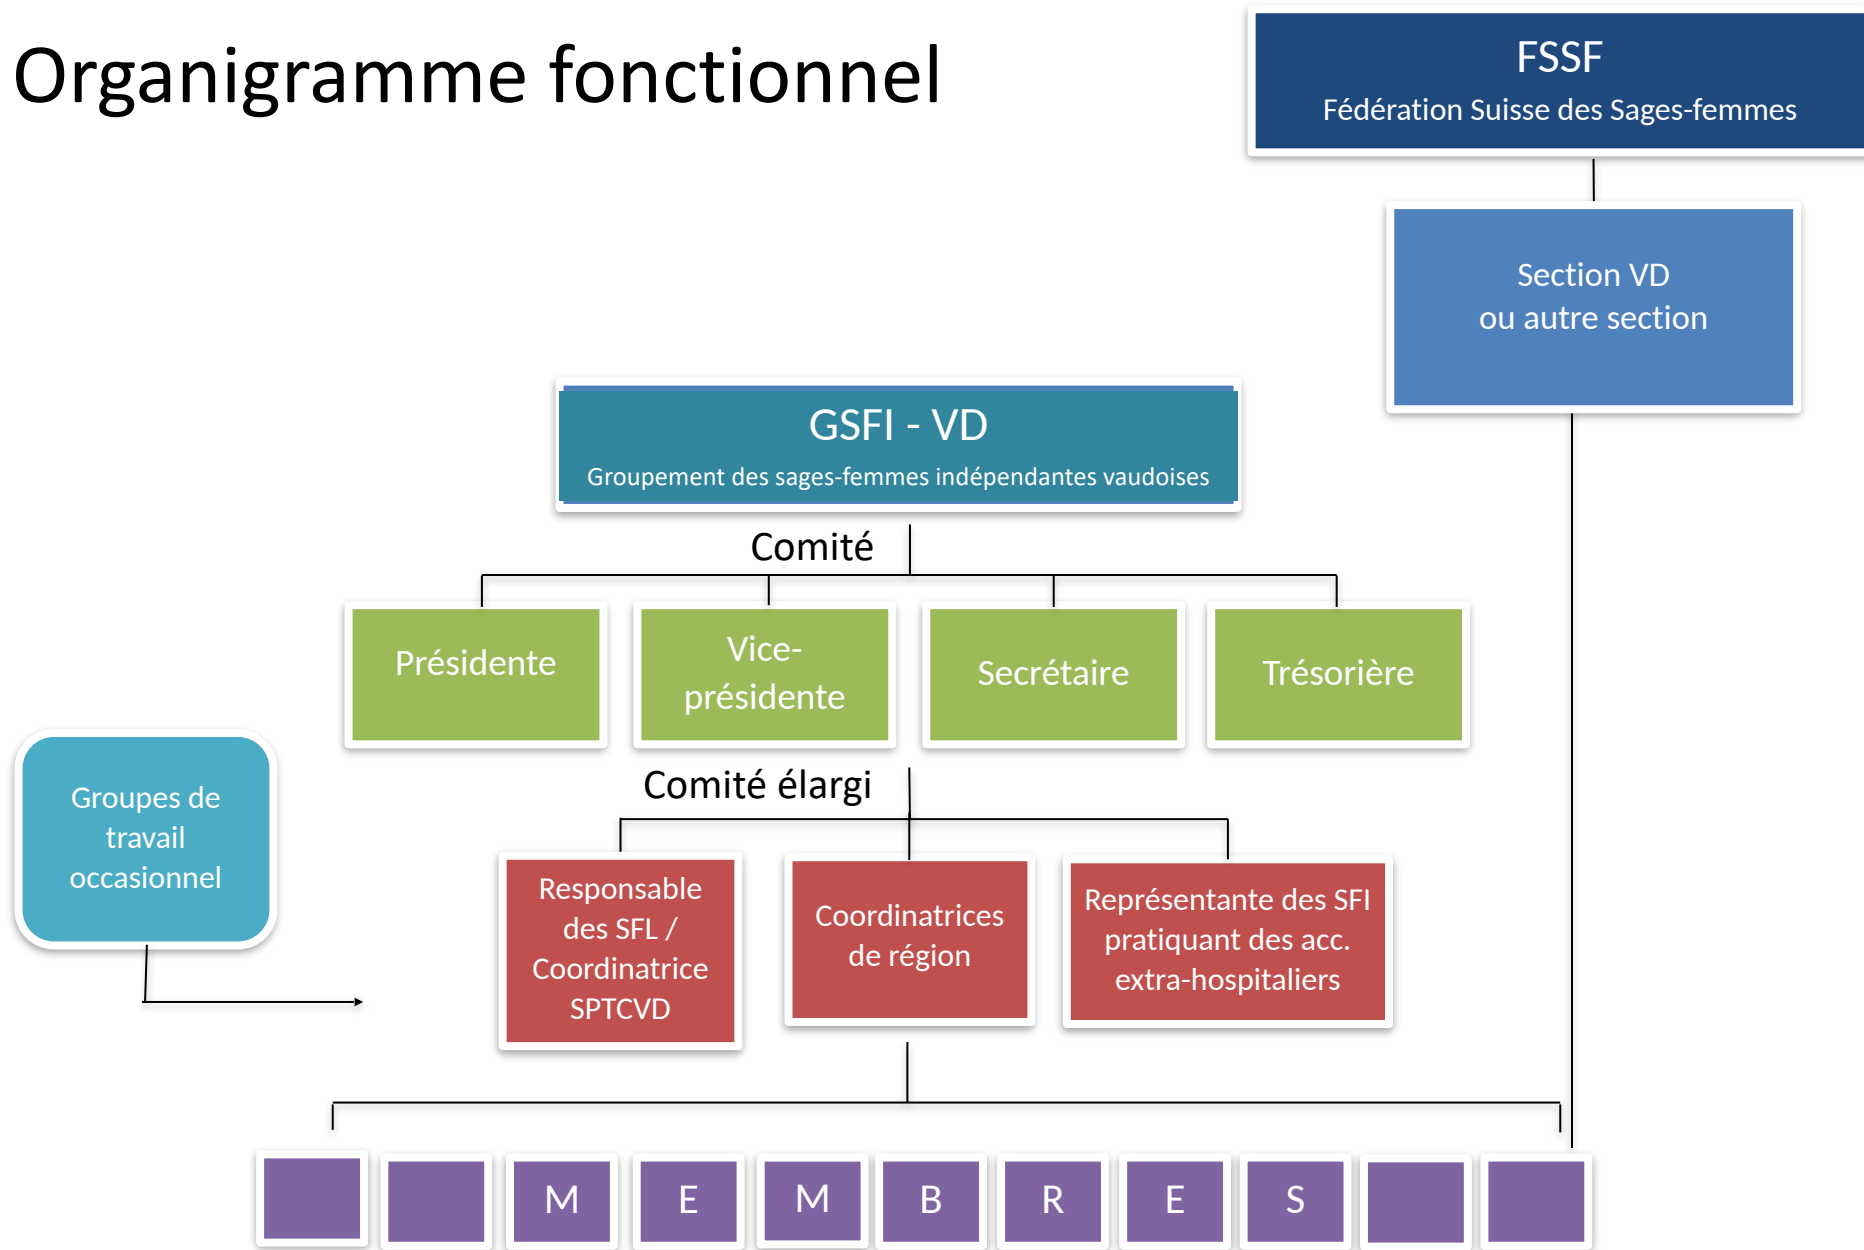 Organigramme fonctionnel
FSSF
Fédération Suisse des Sages-femmes
Section VD
ou autre section
GSFI - VD
Groupement des sages-femmes indépendantes vaudoises
Comité
Présidente
Vice-
présidente
Secrétaire
Trésorière
Comité élargi
Groupes de
travail
occasionnel
Responsable
des SFL /
Coordinatrice
SPTCVD
Coordinatrices
de région
Représentante des SFI
pratiquant des acc.
extra-hospitaliers
M E M B R E S